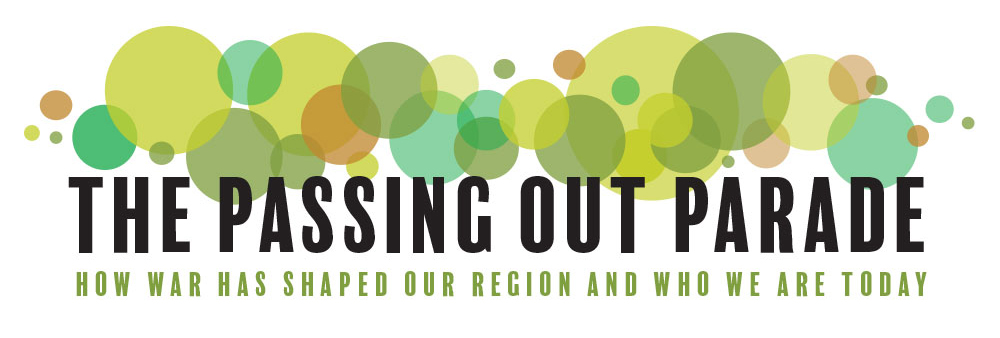 THE PASSING OUT PARADE
HOW WAR HAS SHAPED OUR REGION AND WHO WE ARE TODAY